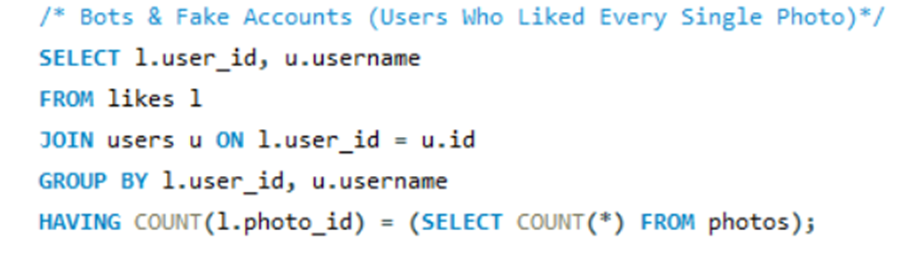 /* Bots & Fake Accounts (Users Who Liked Every Single Photo)*/
SELECT l.user_id, u.username
FROM likes l
JOIN users u ON l.user_id = u.id
GROUP BY l.user_id, u.username
HAVING COUNT(l.photo_id) = (SELECT COUNT(*) FROM photos);